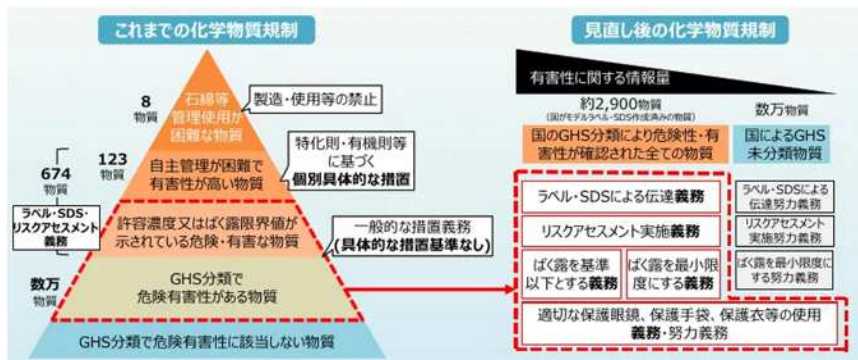 これまでの化学物質規制
8
物質
石綿等
管理使用が
困難な物質
製造・使用等の禁止
123
物質
自主管理が困難で
有害性が高い物質
特化則・有機則等
に基づく
個別具体的な措置
674
物質
ラベル・SDS・
リスクアセスメント
義務
許容濃度又はばく露限界値が
示されている危険・有害な物質
一般的な措置義務
(具体的な措置基準なし)
数万
物質
GHS分類で
危険有害性がある物質
GHS分類で危険有害性に該当しない物質
見直し後の化学物質規制
有害性に関する情報量
約2,900物質
(国がモデルラベル・SDS作成済みの物質)
数万物質
国のGHS分類により危険性・有
害性が確認された全ての物質
国によるGHS
未分類物質
ラベル・SDSによる伝達義務
ラベル・SDSによる
伝達努力義務
リスクアセスメント実施義務
リスクアセスメント
実施努力義務
ばく露を基準
以下とする義務
ばく露を最小限
度にする義務
ばく露を最小限度に
する努力義務
適切な保護眼鏡、保護手袋、保護衣等の使用
義務・努力義務